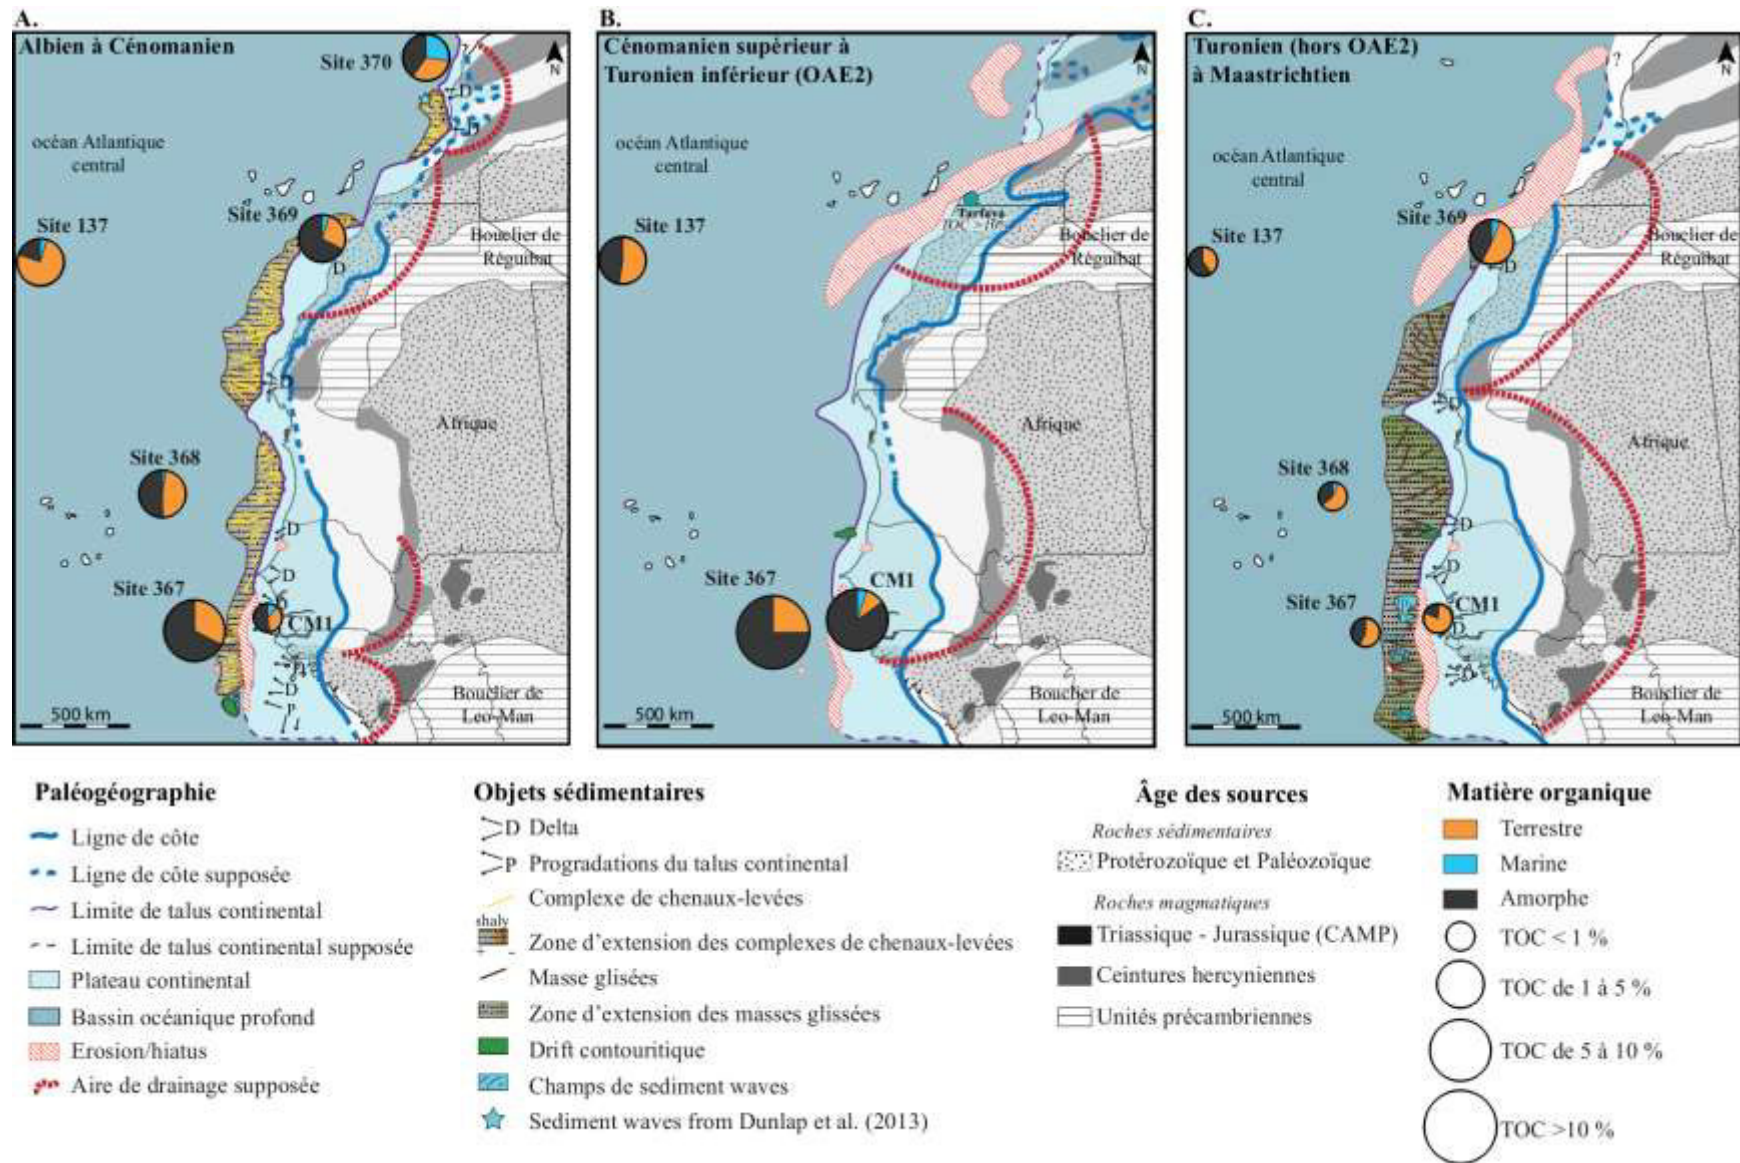 A.
Albien à Cénomanien
Site 370
N
D
D
océan Atlantique
central
Site 369
Site 137
D
Bouclier de
Réguibat
D
Afrique
Site 368
D
D
Site 367
CM1
D
P
Bouclier de
Leo-Man
500 km
B.
Cénomanien supérieur à
Turonien inférieur (OAE2)
N
océan Atlantique
central
Site 137
Tarfaya
TOC >10%
Bouclier de
Réguibat
Afrique
Site 367
CM1
Bouclier de
Leo-Man
500 km
C.
Turonien (hors OAE2)
à Maastrichtien
?
N
océan Atlantique
central
Site 369
Site 137
D
Bouclier de
Réguibat
D
Afrique
Site 368
D
D
Site 367
CM1
D
D
Bouclier de
Leo-Man
500 km
Paléogéographie
Ligne de côte
Ligne de côte supposée
Limite de talus continental
Limite de talus continental supposée
Plateau continental
Bassin océanique profond
Erosion/hiatus
Aire de drainage supposée
Objets sédimentaires
D Delta
P Progradations du talus continental
Complexe de chenaux-levées
shaly
Zone d'extension des complexes de chenaux-levées
Masse glisées
Zone d'extension des masses glissées
Drift contouritique
Champs de sediment waves
Sediment waves from Dunlap et al. (2013)
Âge des sources
Roches sédimentaires
Protérozoïque et Paléozoïque
Roches magmatiques
Triassique - Jurassique (CAMP)
Ceintures hercyniennes
Unités précambriennes
Matière organique
Terrestre
Marine
Amorphe
TOC < 1 %
TOC de 1 à 5 %
TOC de 5 à 10 %
TOC >10 %